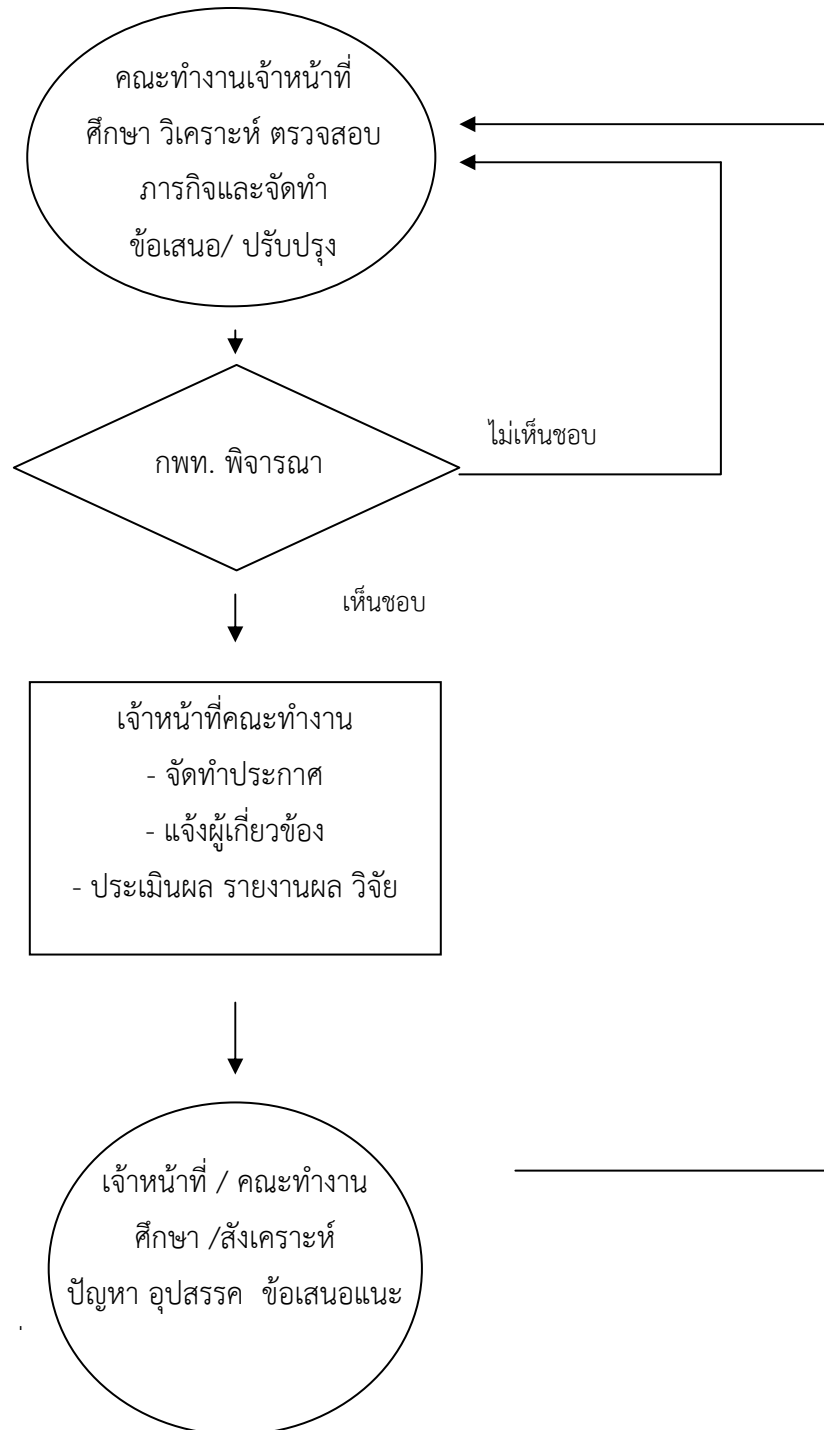 คณะทำงานเจ้าหน้าที่
ศึกษา วิเคราะห์ ตรวจสอบ
ภารกิจและจัดทำ
ข้อเสนอ/ ปรับปรุง
กพท. พิจารณา
ไม่เห็นชอบ
เห็นชอบ
เจ้าหน้าที่คณะทำงาน
- จัดทำประกาศ
- แจ้งผู้เกี่ยวข้อง
- ประเมินผล รายงานผล วิจัย
เจ้าหน้าที่ / คณะทำงาน
ศึกษา /สังเคราะห์
ปัญหา อุปสรรค ข้อเสนอแนะ